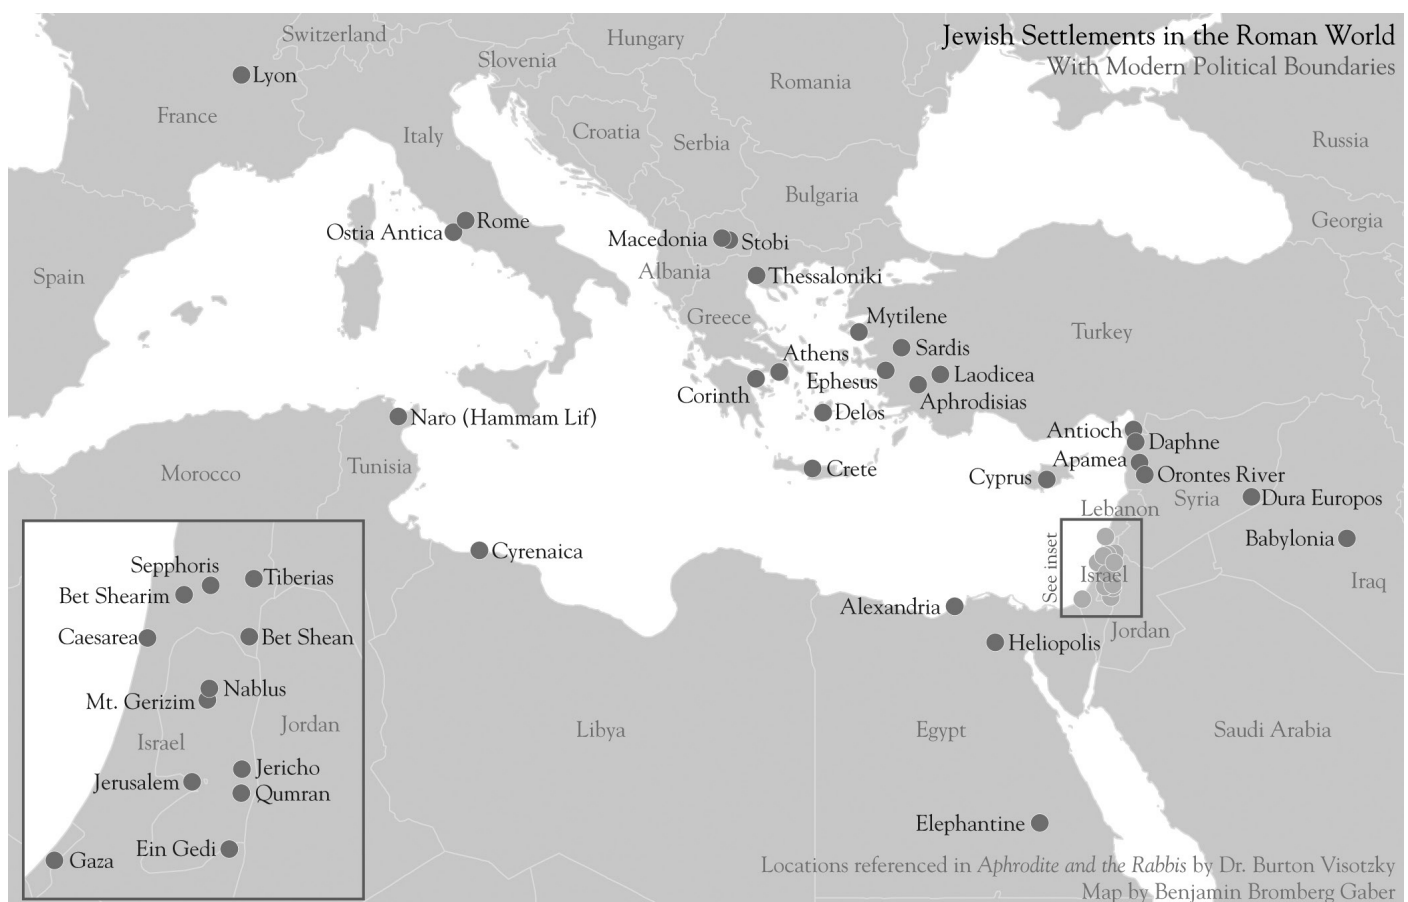 Jewish Settlements in the Roman World
With Modern Political Boundaries
Switzerland
Hungary
Slovenia
Lyon
Romania
France
Italy
Croatia
Serbia
Russia
Bulgaria
Georgia
Rome
Ostia Antica
Macedonia
Stobi
Spain
Albania
Thessaloniki
Greece
Mytilene
Turkey
Sardis
Athens
Ephesus
Laodicea
Corinth
Aphrodisias
Delos
Naro (Hammam Lif)
Antioch
Daphne
Apamea
Morocco
Tunisia
Crete
Cyprus
Orontes River
Syria
Dura Europos
Lebanon
Babylonia
Cyrenaica
See inset
Israel
Iraq
Alexandria
Jordan
Heliopolis
Libya
Egypt
Saudi Arabia
Elephantine
Sepphoris
Tiberias
Bet Shearim
Caesarea
Bet Shean
Nablus
Mt. Gerizim
Jordan
Israel
Jericho
Jerusalem
Qumran
Ein Gedi
Gaza
Locations referenced in Aphrodite and the Rabbis by Dr. Burton Visotzky
Map by Benjamin Bromberg Gaber